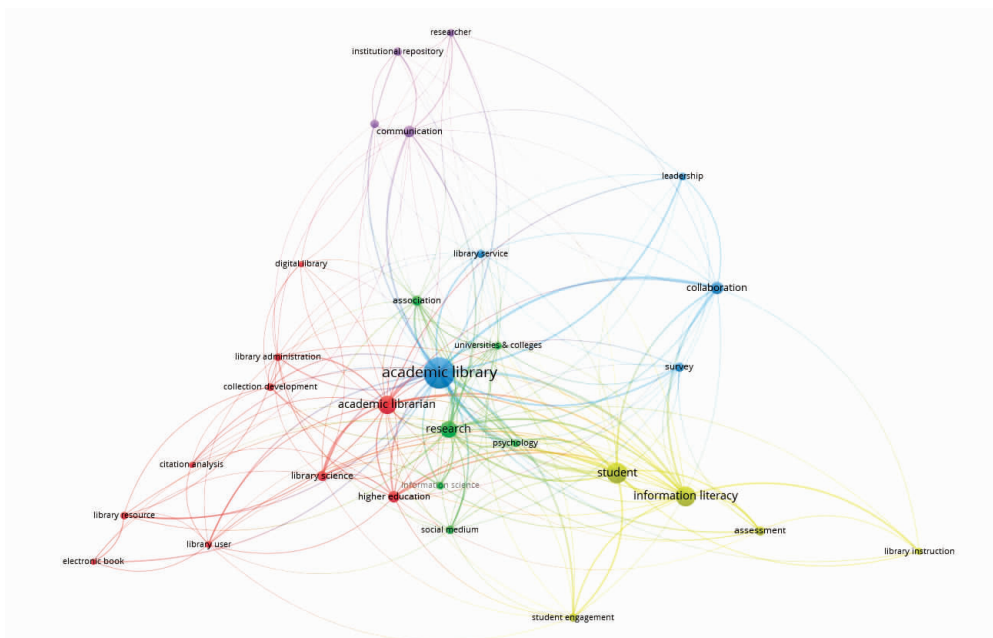 researcher
institutional repository
communication
leadership
library service
digital library
collaboration
association
universities & colleges
library administration
academic library
survey
collection development
academic librarian
research
psychology
citation analysis
library science
student
information science
higher education
information literacy
library resource
social medium
assessment
library user
library instruction
electronic book
student engagement